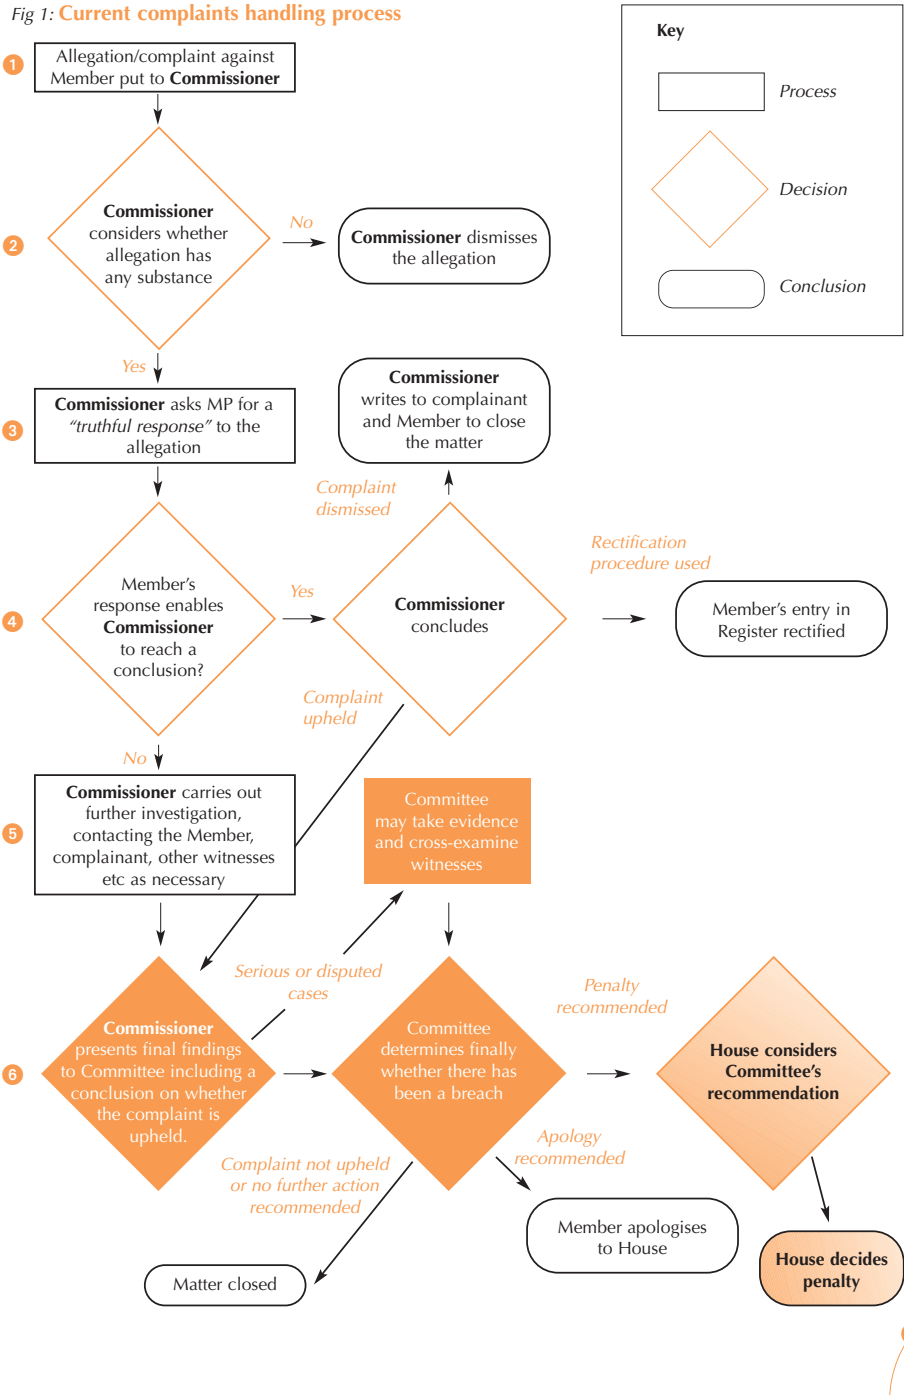 Fig 1: Current complaints handling process
Key
Process
Decision
Conclusion
1
Allegation/complaint against
Member put to Commissioner
2
Commissioner
considers whether
allegation has
any substance
No
Commissioner dismisses
the allegation
Yes
3
Commissioner asks MP for a
“truthful response” to the
allegation
Commissioner
writes to complainant
and Member to close
the matter
Complaint
dismissed
4
Member’s
response enables
Commissioner
to reach a
conclusion?
Yes
Commissioner
concludes
Rectification
procedure used
Member’s entry in
Register rectified
Complaint
upheld
No
5
Commissioner carries out
further investigation,
contacting the Member,
complainant, other witnesses
etc as necessary
Committee
may take evidence
and cross-examine
witnesses
Serious or disputed
cases
6
Commissioner
presents final findings
to Committee including a
conclusion on whether
the complaint is
upheld.
Committee
determines finally
whether there has
been a breach
Penalty
recommended
House considers
Committee’s
recommendation
Complaint not upheld
or no further action
recommended
Apology
recommended
Matter closed
Member apologises
to House
House decides
penalty